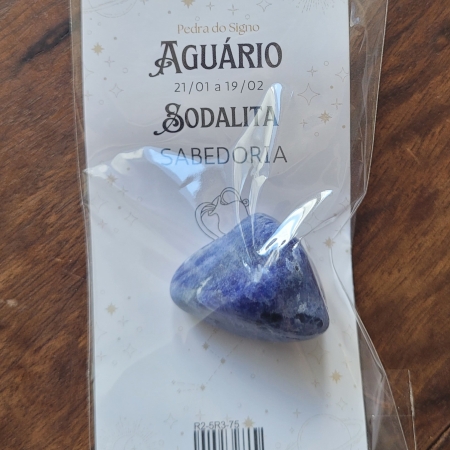 Pedra do Signo
AGUÁRIO
21/01 a 19/02
SODALITA
SABEDORIA
R2-5R3-75